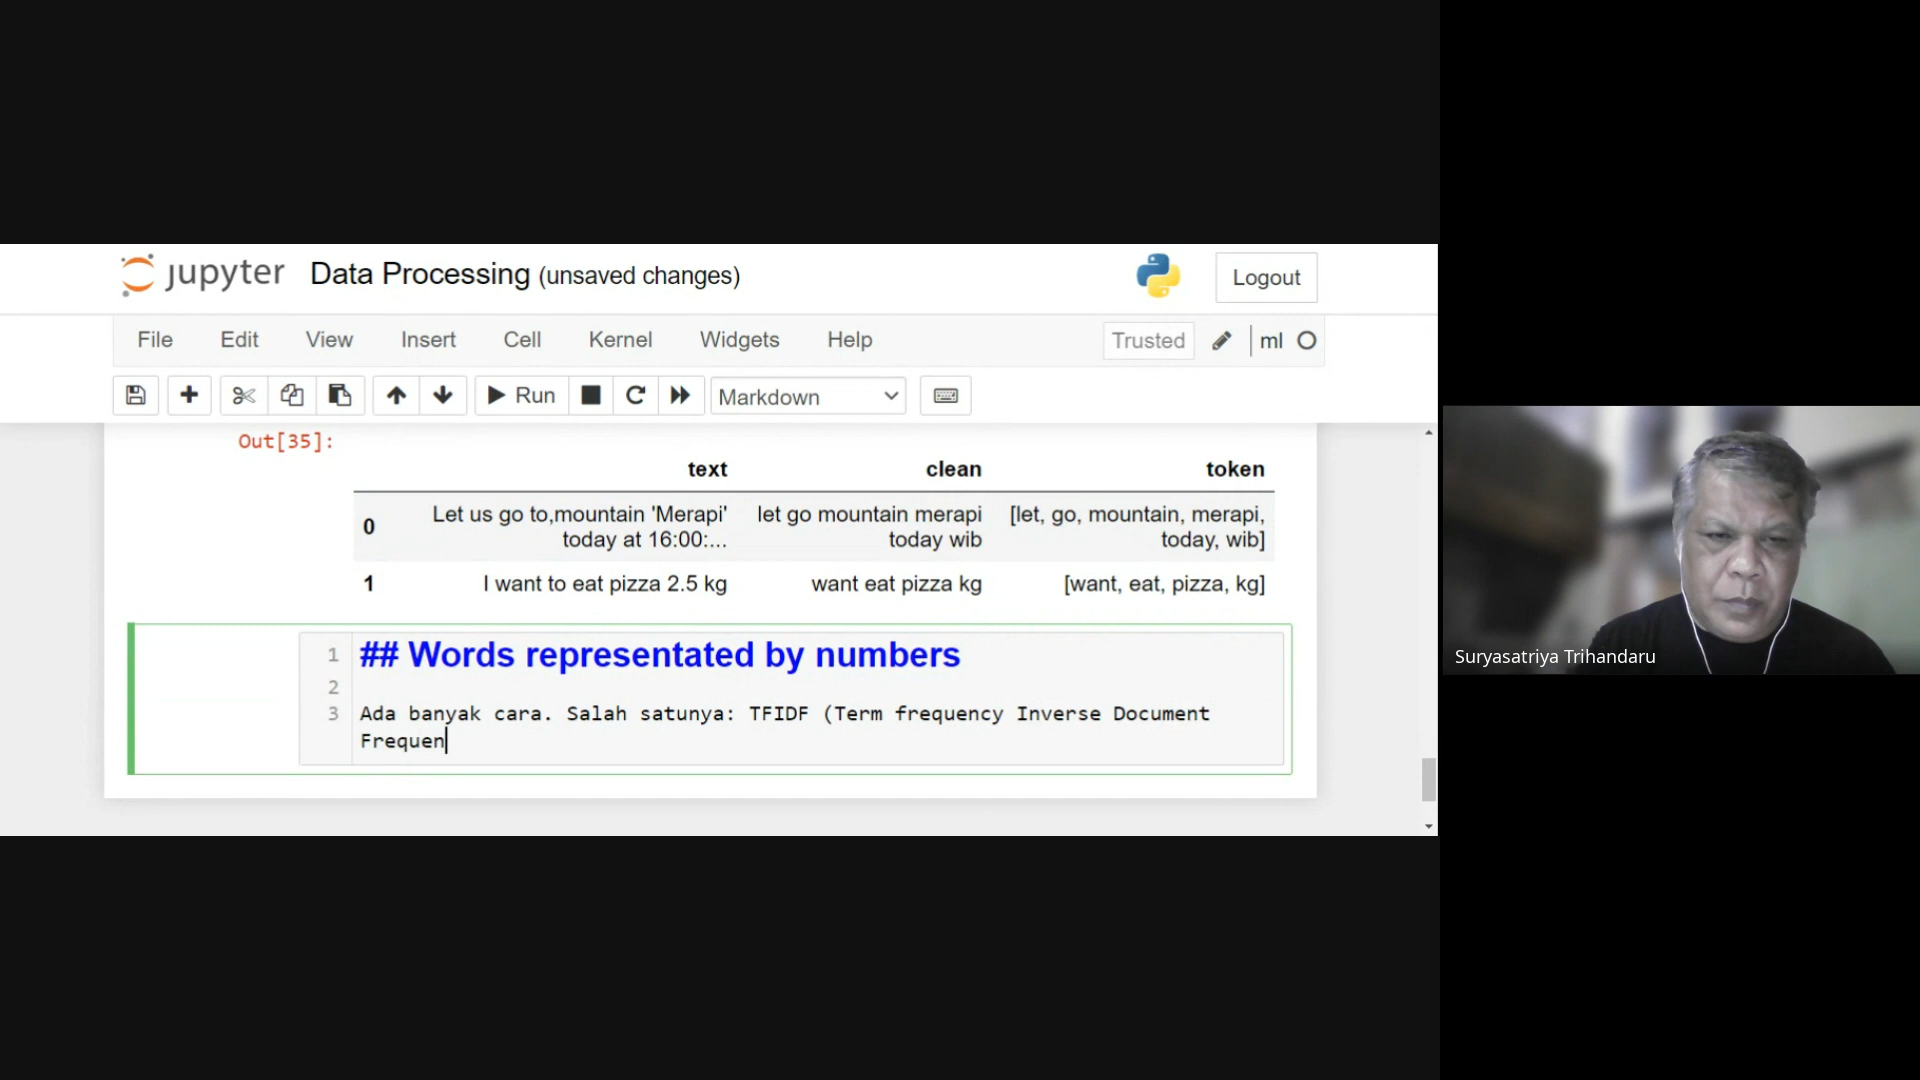 jupyter Data Processing (unsaved changes) Logout
File Edit View Insert Cell Kernel Widgets Help Trusted ml
Run Markdown
Out[35]:
text clean token
0 Let us go to,mountain 'Merapi' today at 16:00:... let go mountain merapi today wib [let, go, mountain, merapi, today, wib]
1 I want to eat pizza 2.5 kg want eat pizza kg [want, eat, pizza, kg]
1 ## Words representated by numbers
2
3 Ada banyak cara. Salah satunya: TFIDF (Term frequency Inverse Document
Frequen
Suryasatriya Trihandaru